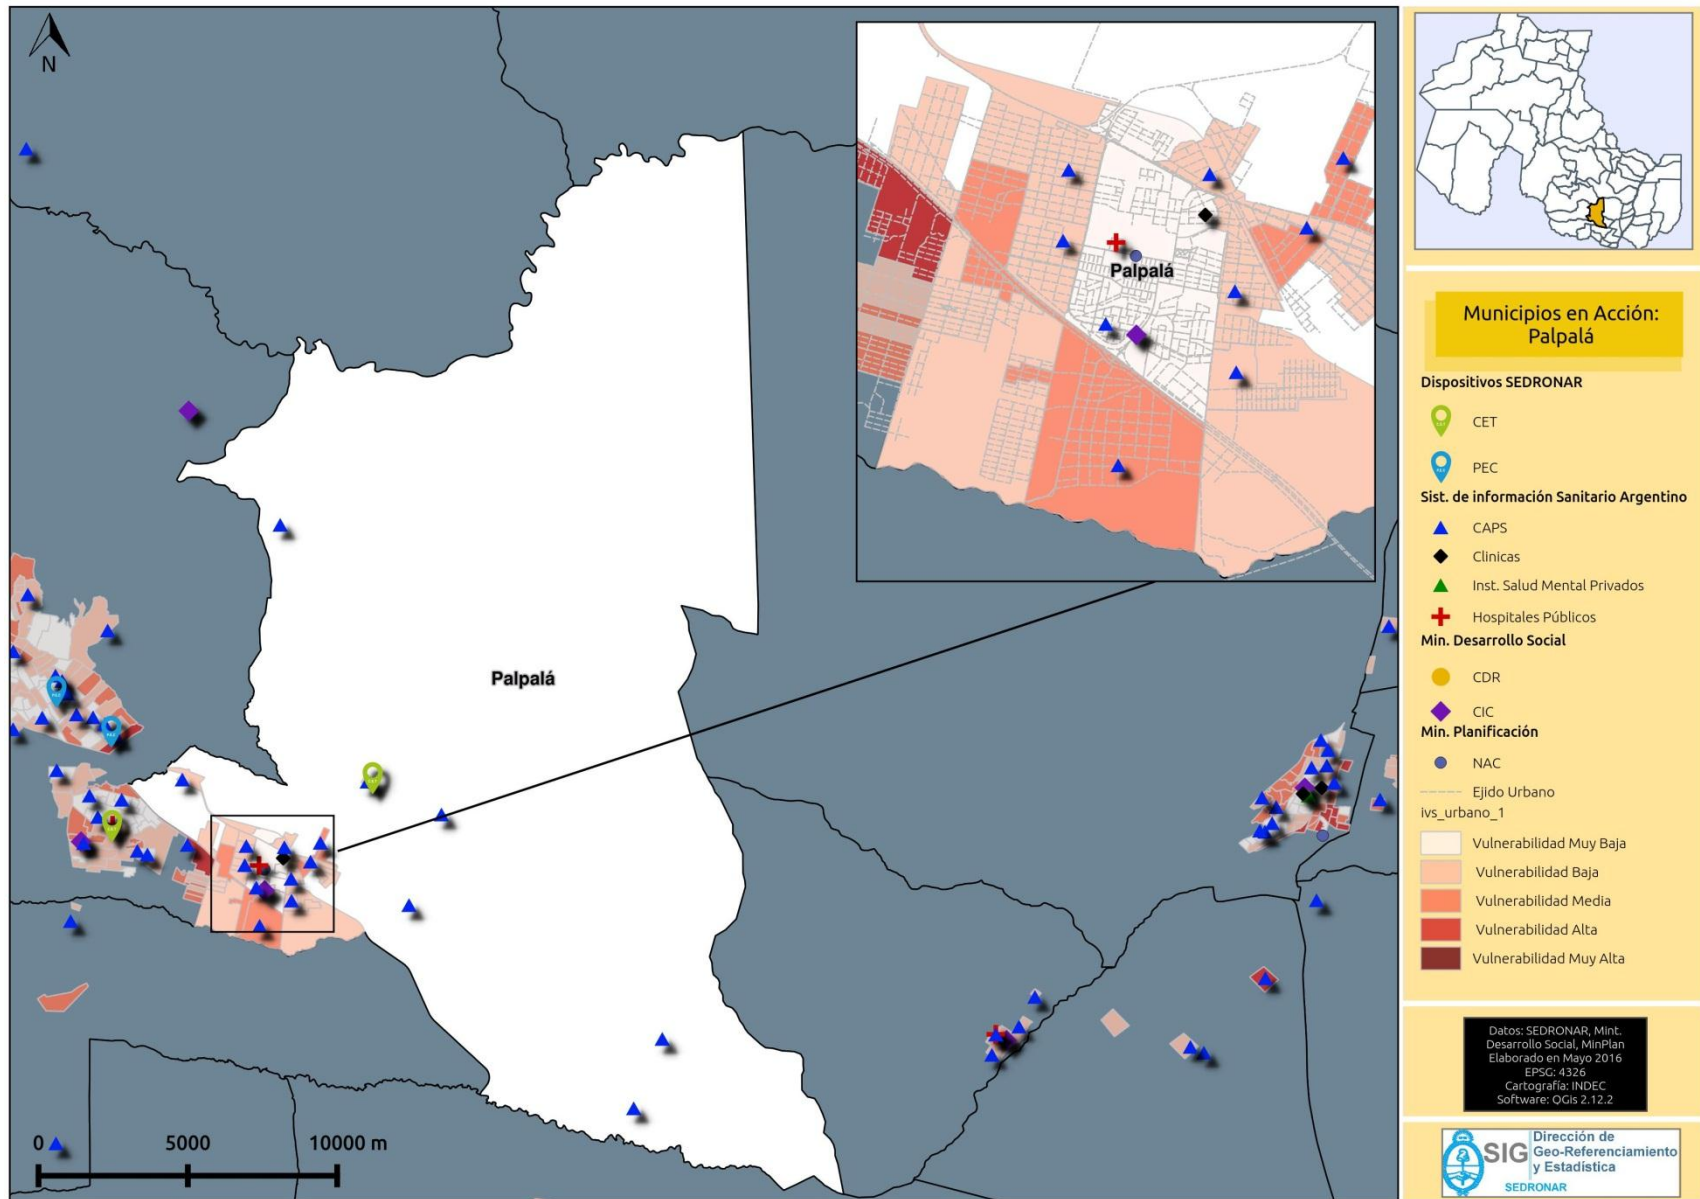 N
Palpalá
Palpalá
0
5000
10000 m
Municipios en Acción:
Palpalá
Dispositivos SEDRONAR
CET
PEC
Sist. de información Sanitario Argentino
CAPS
Clinicas
Inst. Salud Mental Privados
Hospitales Públicos
Min. Desarrollo Social
CDR
CIC
Min. Planificación
NAC
Ejido Urbano
ivs_urbano_1
Vulnerabilidad Muy Baja
Vulnerabilidad Baja
Vulnerabilidad Media
Vulnerabilidad Alta
Vulnerabilidad Muy Alta
Datos: SEDRONAR, Mint.
Desarrollo Social, MinPlan
Elaborado en Mayo 2016
EPSG: 4326
Cartografía: INDEC
Software: QGis 2.12.2
SIG
Dirección de
Geo-Referenciamiento
y Estadística
SEDRONAR